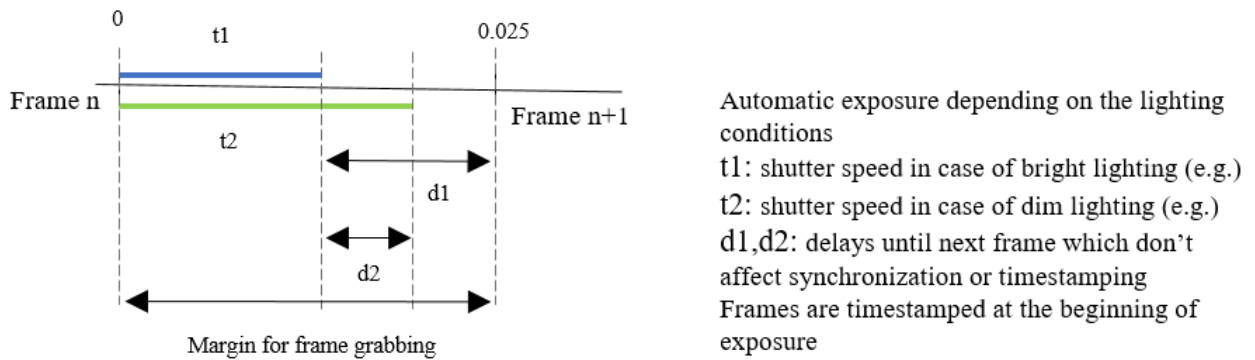 0
t1
0.025
Frame n
Frame n+1
t2
d1
d2
Margin for frame grabbing
Automatic exposure depending on the lighting
conditions
t1: shutter speed in case of bright lighting (e.g.)
t2: shutter speed in case of dim lighting (e.g.)
d1,d2: delays until next frame which don’t
affect synchronization or timestamping
Frames are timestamped at the beginning of
exposure